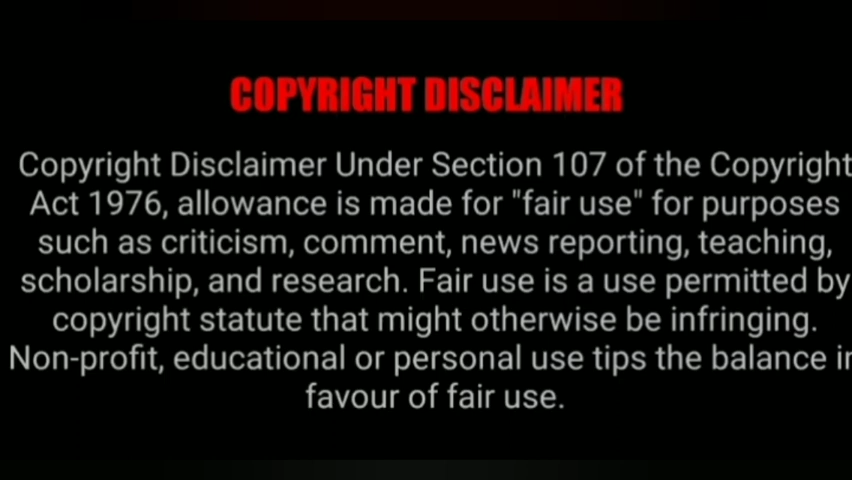 COPYRIGHT DISCLAIMER
Copyright Disclaimer Under Section 107 of the Copyright
Act 1976, allowance is made for "fair use" for purposes
such as criticism, comment, news reporting, teaching,
scholarship, and research. Fair use is a use permitted by
copyright statute that might otherwise be infringing.
Non-profit, educational or personal use tips the balance in
favour of fair use.